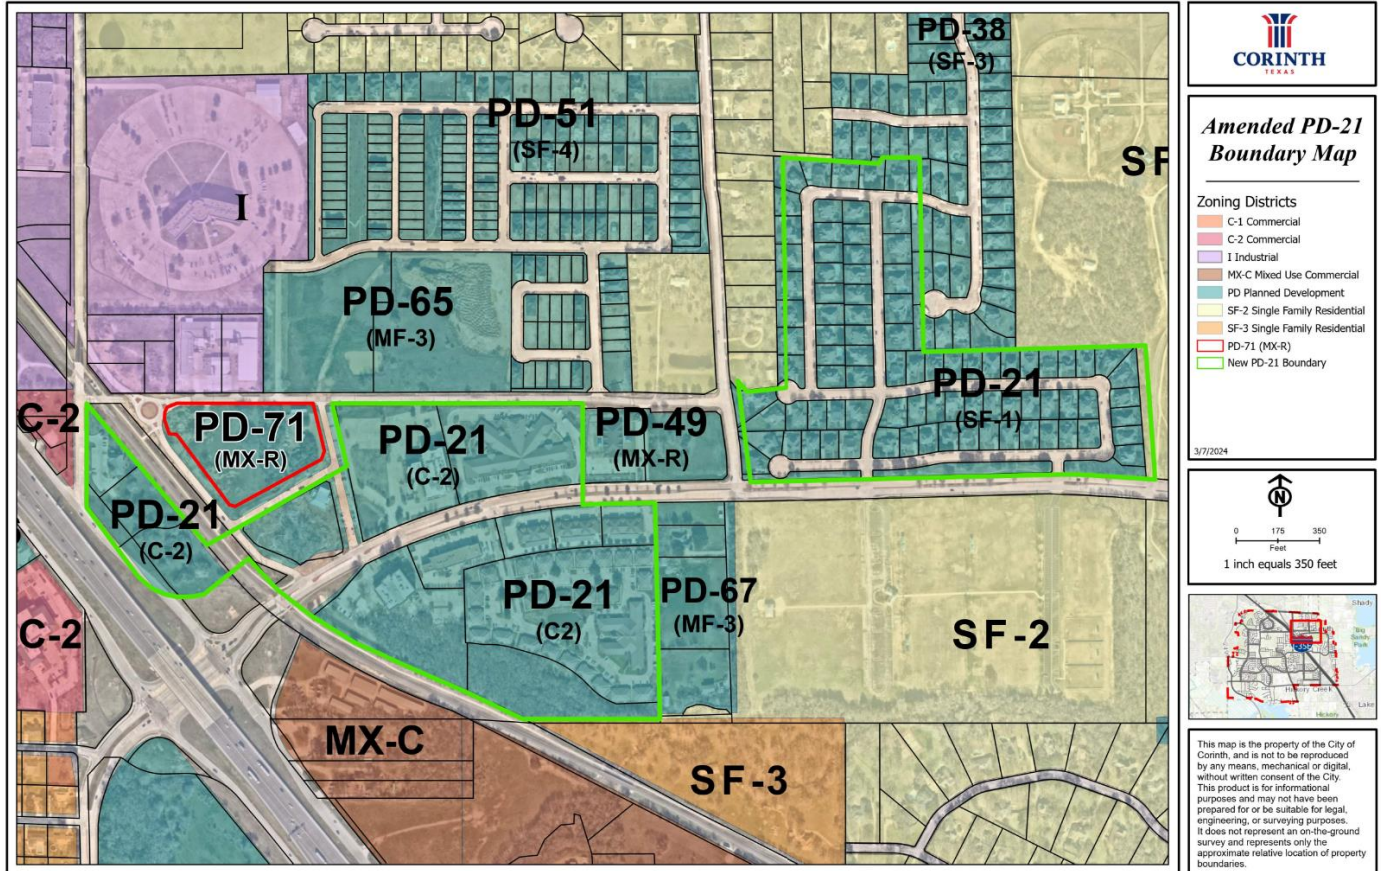 PD-38
(SF-3)
PD-51
(SF-4)
SF
I
PD-65
(MF-3)
PD-21
(SF-1)
C-2
PD-71
(MX-R)
PD-21
(C-2)
PD-49
(MX-R)
PD-21
(C-2)
PD-21
(C2)
PD-67
(MF-3)
SF-2
C-2
MX-C
SF-3
CORINTH
TEXAS
Amended PD-21
Boundary Map
Zoning Districts
C-1 Commercial
C-2 Commercial
I Industrial
MX-C Mixed Use Commercial
PD Planned Development
SF-2 Single Family Residential
SF-3 Single Family Residential
PD-71 (MX-R)
New PD-21 Boundary
3/7/2024
N
0 175 350
Feet
1 inch equals 350 feet
Shady
Big
Sandy
Park
Hickory Creek
Lake
Hickory
This map is the property of the City of
Corinth, and is not to be reproduced
by any means, mechanical or digital,
without written consent of the City.
This product is for informational
purposes and may not have been
prepared for or be suitable for legal,
engineering, or surveying purposes.
It does not represent an on-the-ground
survey and represents only the
approximate relative location of property
boundaries.